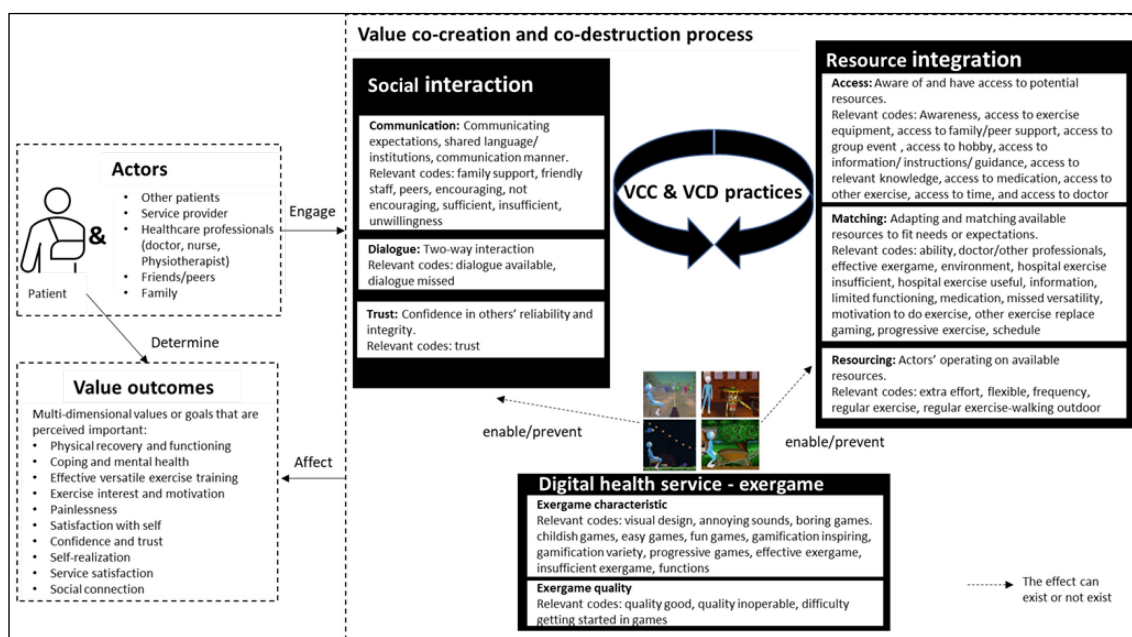 Value co-creation and co-destruction process
Actors
&
Patient
• Other patients
• Service provider
• Healthcare professionals
(doctor, nurse,
Physiotherapist)
• Friends/peers
• Family
Engage
Determine
Value outcomes
Multi-dimensional values or goals that are
perceived important:
• Physical recovery and functioning
• Coping and mental health
• Effective versatile exercise training
• Exercise interest and motivation
• Painlessness
• Satisfaction with self
• Confidence and trust
• Self-realization
• Service satisfaction
• Social connection
Affect
Social interaction
Communication: Communicating
expectations, shared language/
institutions, communication manner.
Relevant codes: family support, friendly
staff, peers, encouraging, not
encouraging, sufficient, insufficient,
unwillingness
Dialogue: Two-way interaction
Relevant codes: dialogue available,
dialogue missed
Trust: Confidence in others' reliability and
integrity.
Relevant codes: trust
VCC & VCD practices
Resource integration
Access: Aware of and have access to potential
resources.
Relevant codes: Awareness, access to exercise
equipment, access to family/peer support, access to
group event , access to hobby, access to
information/ instructions/ guidance, access to
relevant knowledge, access to medication, access to
other exercise, access to time, and access to doctor
Matching: Adapting and matching available
resources to fit needs or expectations.
Relevant codes: ability, doctor/other professionals,
effective exergame, environment, hospital exercise
insufficient, hospital exercise useful, information,
limited functioning, medication, missed versatility,
motivation to do exercise, other exercise replace
gaming, progressive exercise, schedule
Resourcing: Actors' operating on available
resources.
Relevant codes: extra effort, flexible, frequency,
regular exercise, regular exercise-walking outdoor
enable/prevent
enable/prevent
Digital health service - exergame
Exergame characteristic
Relevant codes: visual design, annoying sounds, boring games.
childish games, easy games, fun games, gamification inspiring,
gamification variety, progressive games, effective exergame,
insufficient exergame, functions
Exergame quality
Relevant codes: quality good, quality inoperable, difficulty
getting started in games
The effect can
exist or not exist